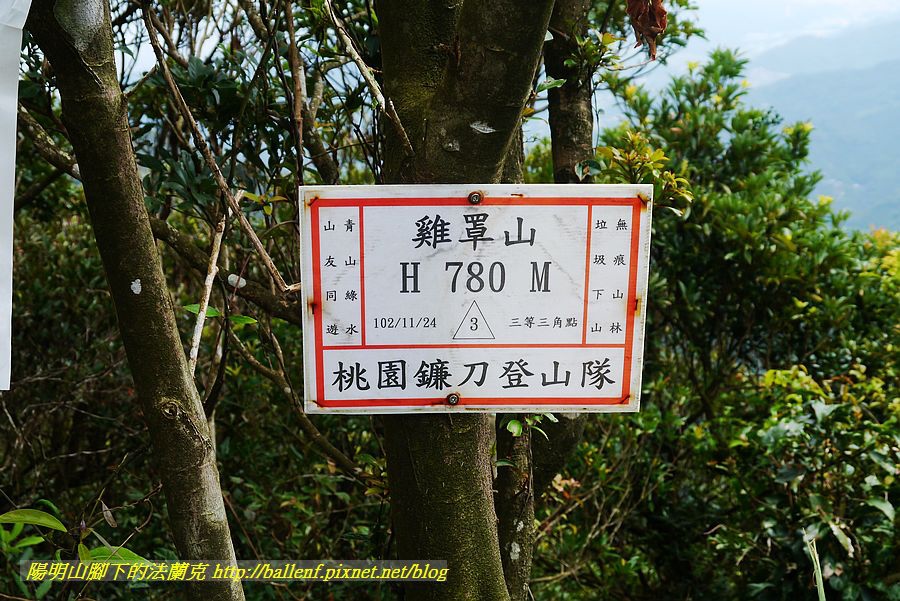 雞罩山
H 780 M
102/11/24
3
三等三角點
無痕山林
垃圾下山
青山綠水
山友同遊
桃園鐮刀登山隊
陽明山腳下的法蘭克 http://ballenf.pixnet.net/blog